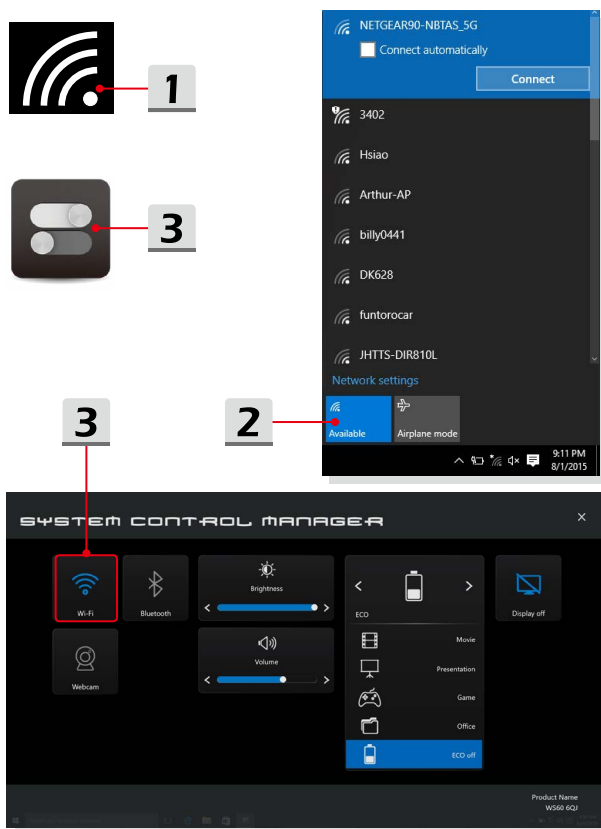 1
3
NETGEAR90-NBTAS_5G
Connect automatically
Connect
3402
Hsiao
Arthur-AP
billy0441
DK628
funtorocar
JHTTS-DIR810L
Network settings
Available
Airplane mode
9:11 PM
8/1/2015
2
3
SYSTEM CONTROL MANAGER
Wi-Fi
Bluetooth
Brightness
ECO
Display off
Movie
Webcam
Volume
Presentation
Game
Office
ECO off
Product Name
WS60 6QJ